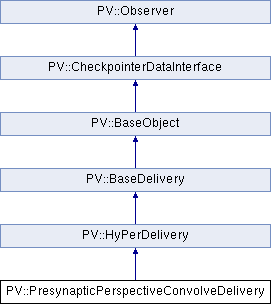 PV::Observer
PV::CheckpointerDataInterface
PV::BaseObject
PV::BaseDelivery
PV::HyPerDelivery
PV::PresynapticPerspectiveConvolveDelivery